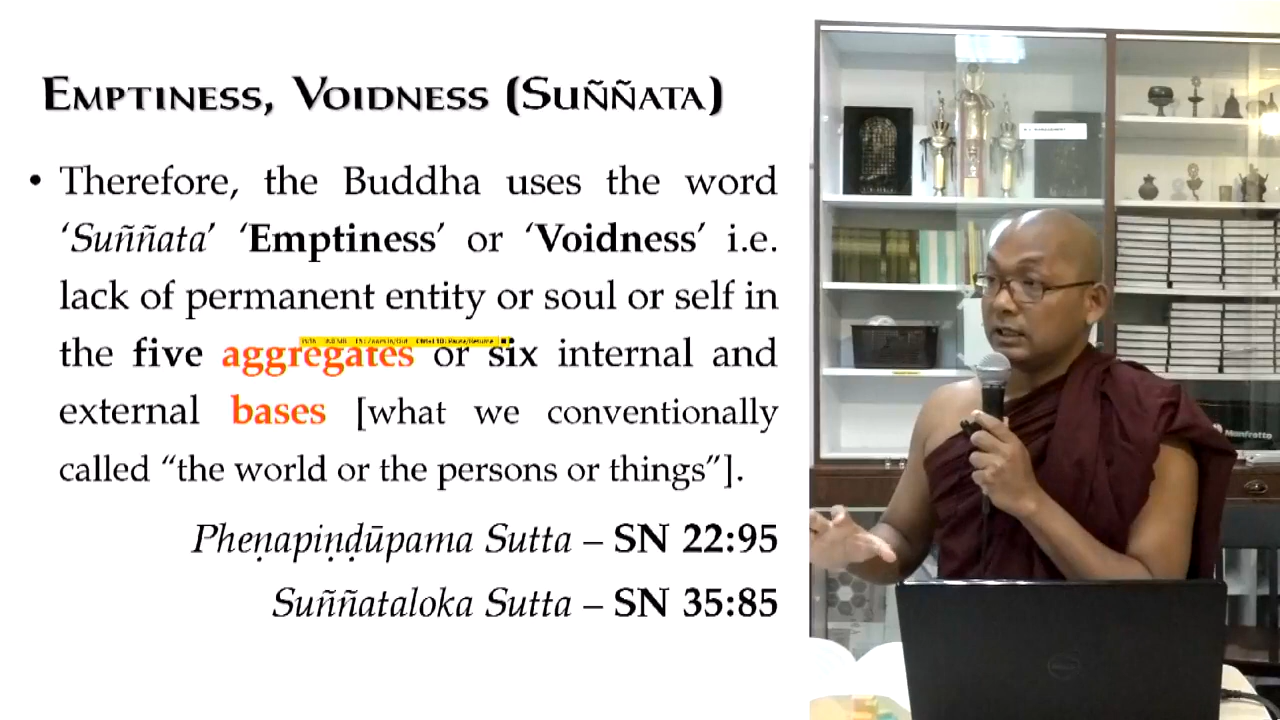 Emptiness, Voidness (Suññata)
• Therefore, the Buddha uses the word
‘Suññata’ ‘Emptiness’ or ‘Voidness’ i.e.
lack of permanent entity or soul or self in
the five aggregates or six internal and
external bases [what we conventionally
called “the world or the persons or things”].
Pheṇapiṇḍūpama Sutta – SN 22:95
Suññataloka Sutta – SN 35:85
Manfrotto
DELL